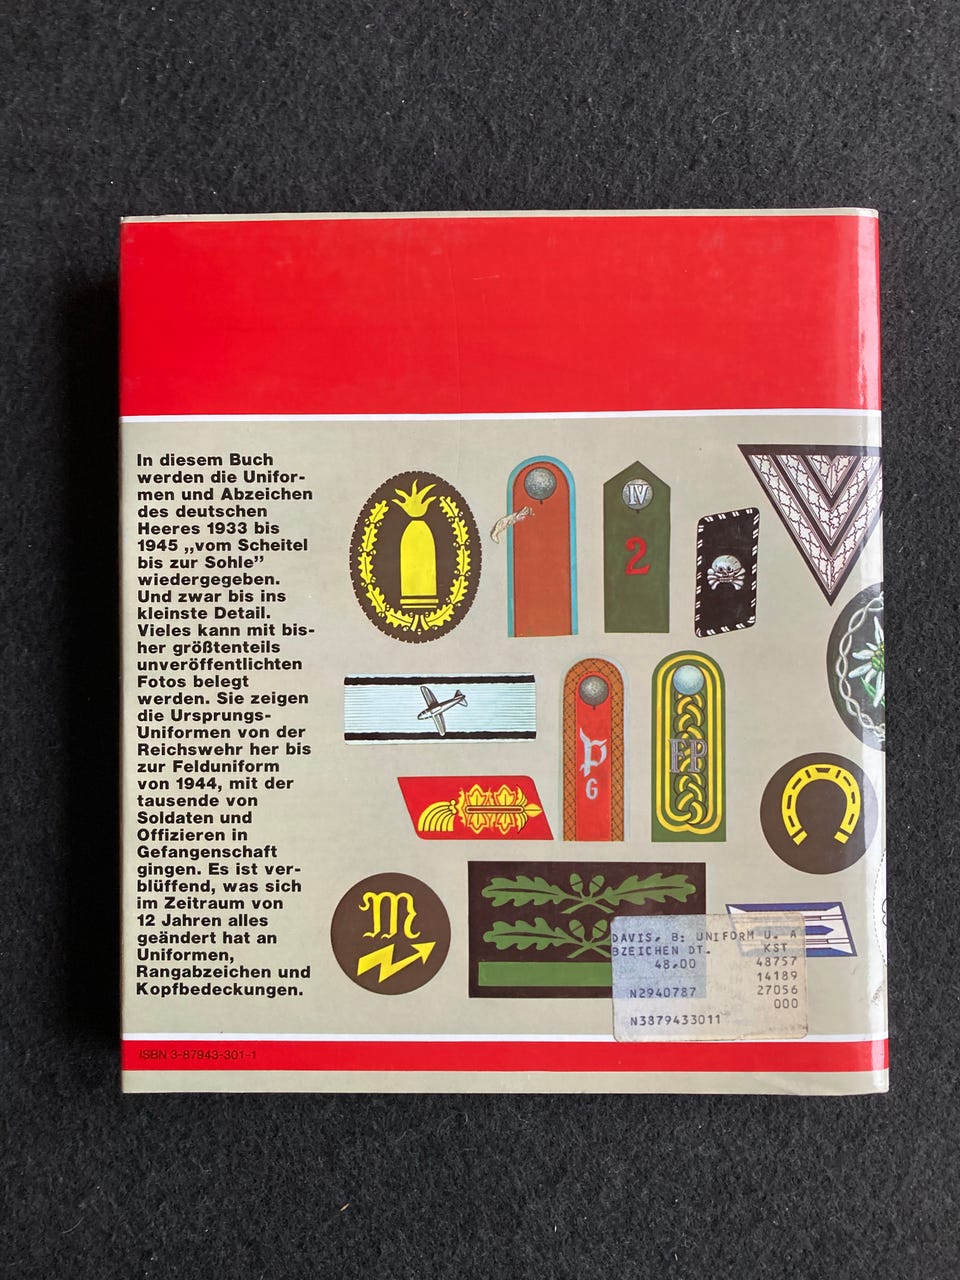 In diesem Buch
werden die Unifor-
men und Abzeichen
des deutschen
Heeres 1933 bis
1945 „vom Scheitel
bis zur Sohle”
wiedergegeben.
Und zwar bis ins
kleinste Detail.
Vieles kann mit bis-
her größtenteils
unveröffentlichten
Fotos belegt
werden. Sie zeigen
die Ursprungs-
Uniformen von der
Reichswehr her bis
zur Felduniform
von 1944, mit der
tausende von
Soldaten und
Offizieren in
Gefangenschaft
gingen. Es ist ver-
blüffend, was sich
im Zeitraum von
12 Jahren alles
geändert hat an
Uniformen,
Rangabzeichen und
Kopfbedeckungen.
IV
2
P
6
FP
M
DAVIS, B: UNIFORM U. A
BZEICHEN DT. KST
48,00 48757
14189
N2940787 27056
000
N3879433011
ISBN 3-87943-301-1